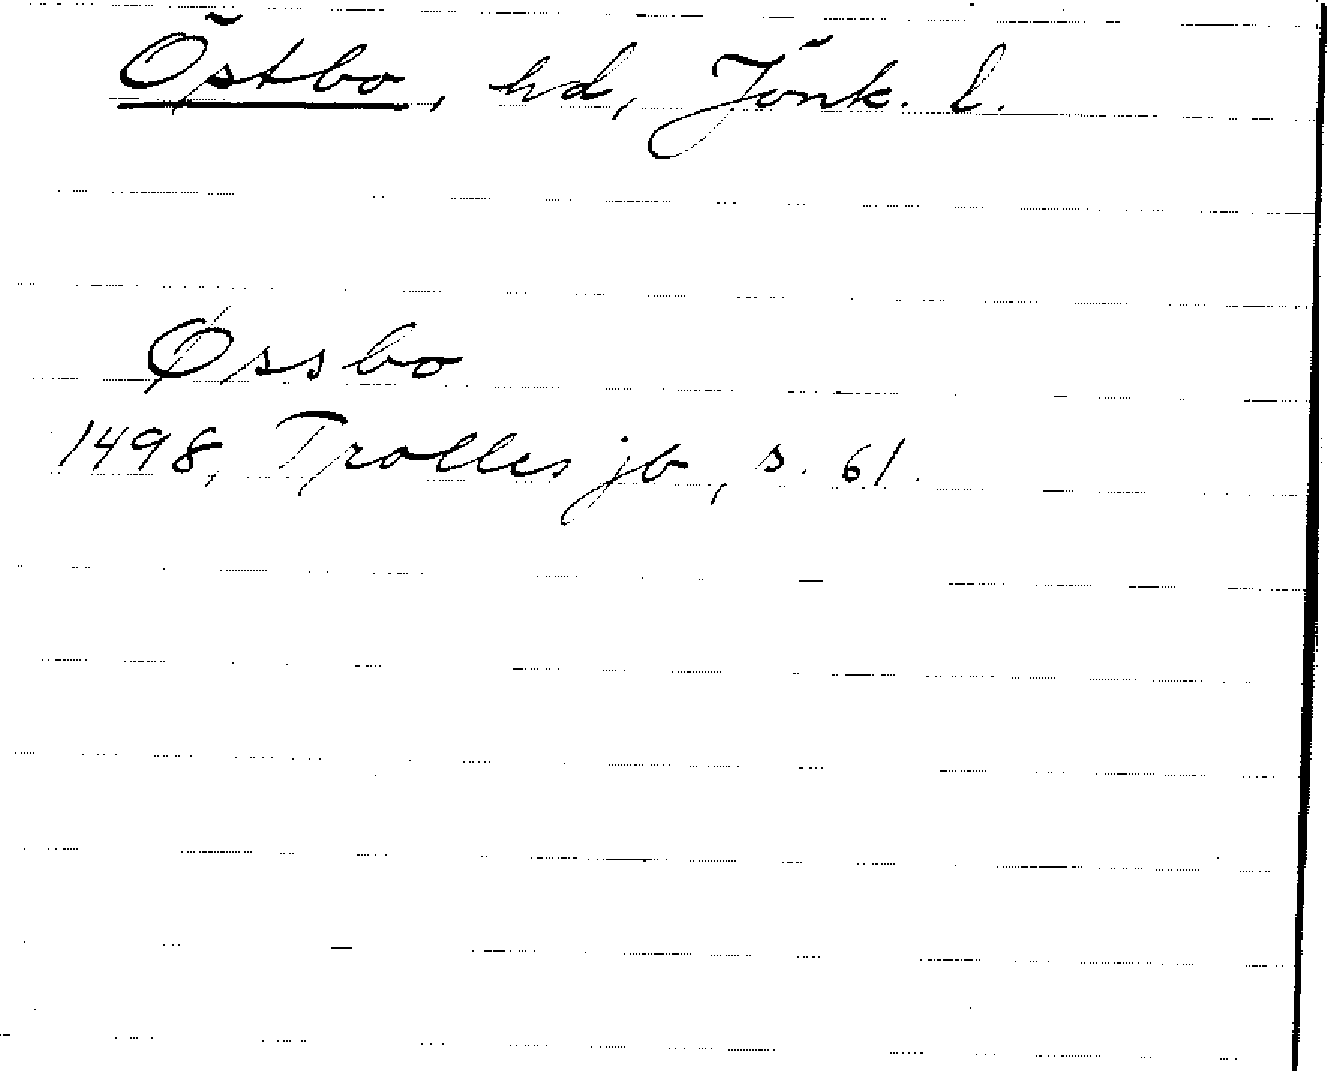 Östbo, hd, Jönk. l.
Øssbo
1498, Trolles jb, s. 61.